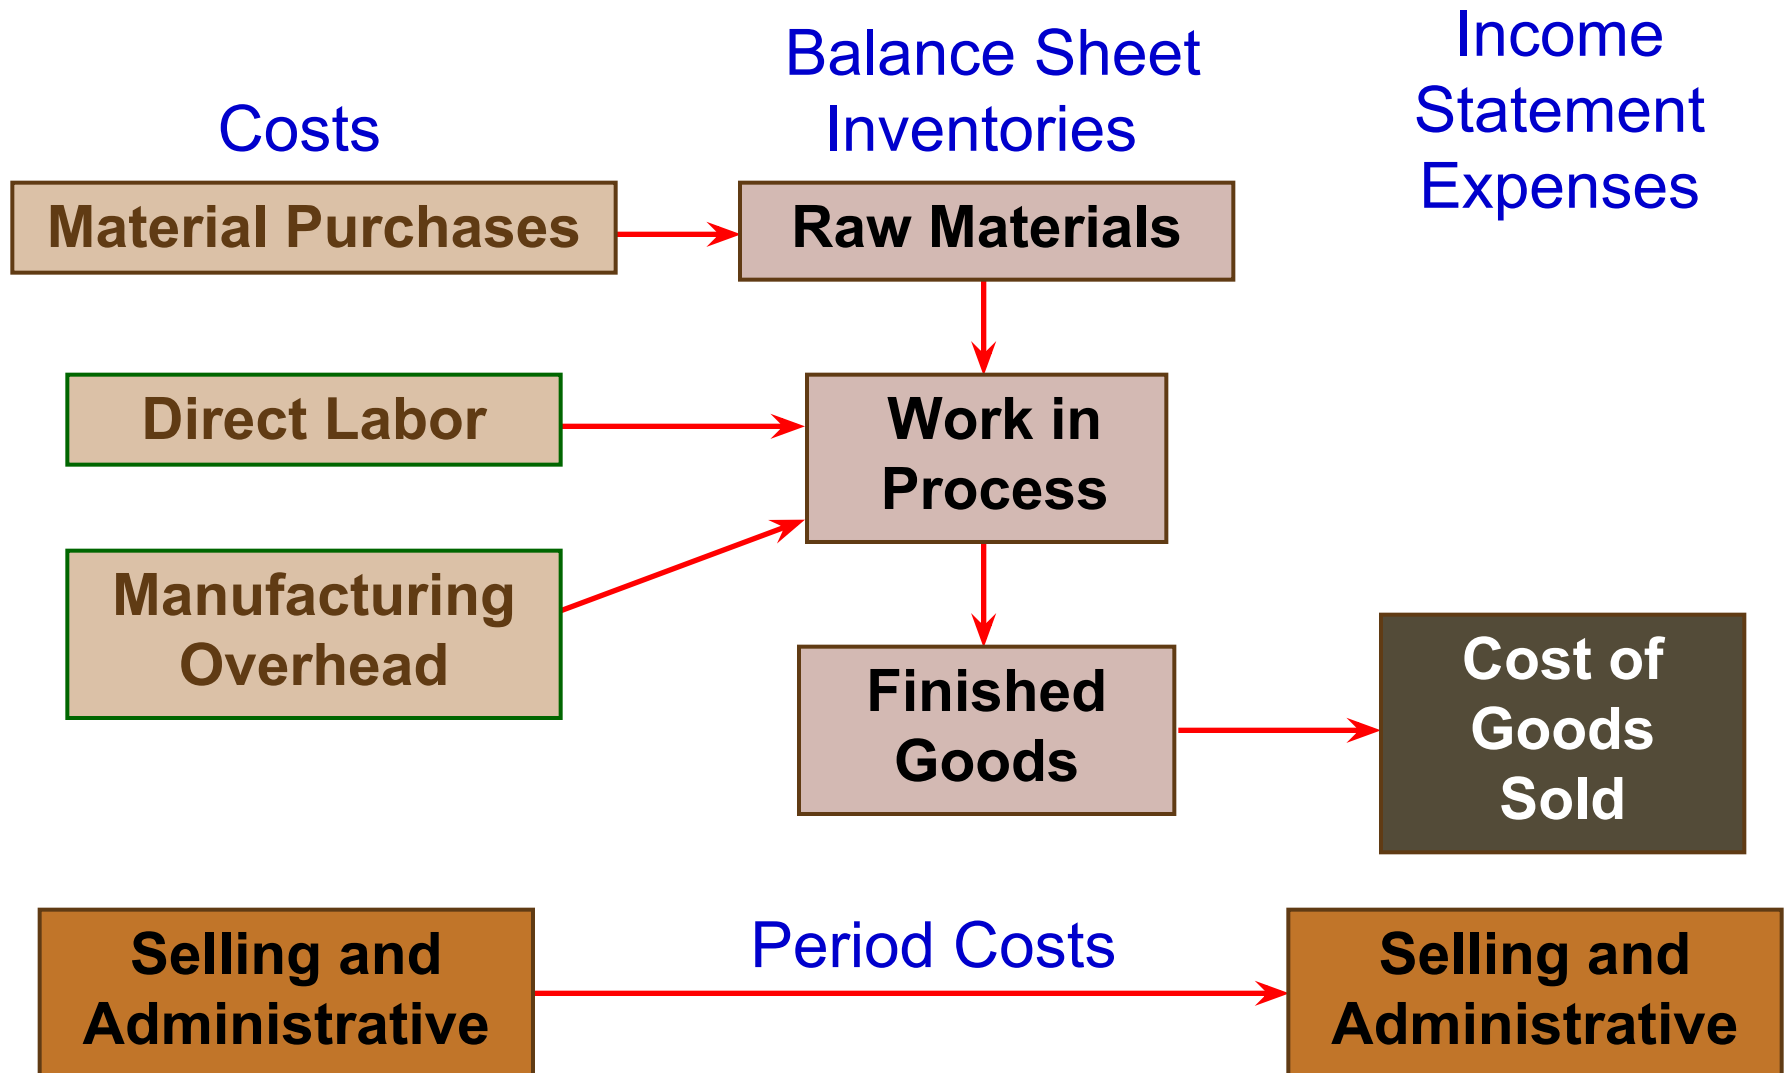 Costs
Balance Sheet
Inventories
Income
Statement
Expenses
Material Purchases
Raw Materials
Direct Labor
Work in
Process
Manufacturing
Overhead
Finished
Goods
Cost of
Goods
Sold
Selling and
Administrative
Period Costs
Selling and
Administrative